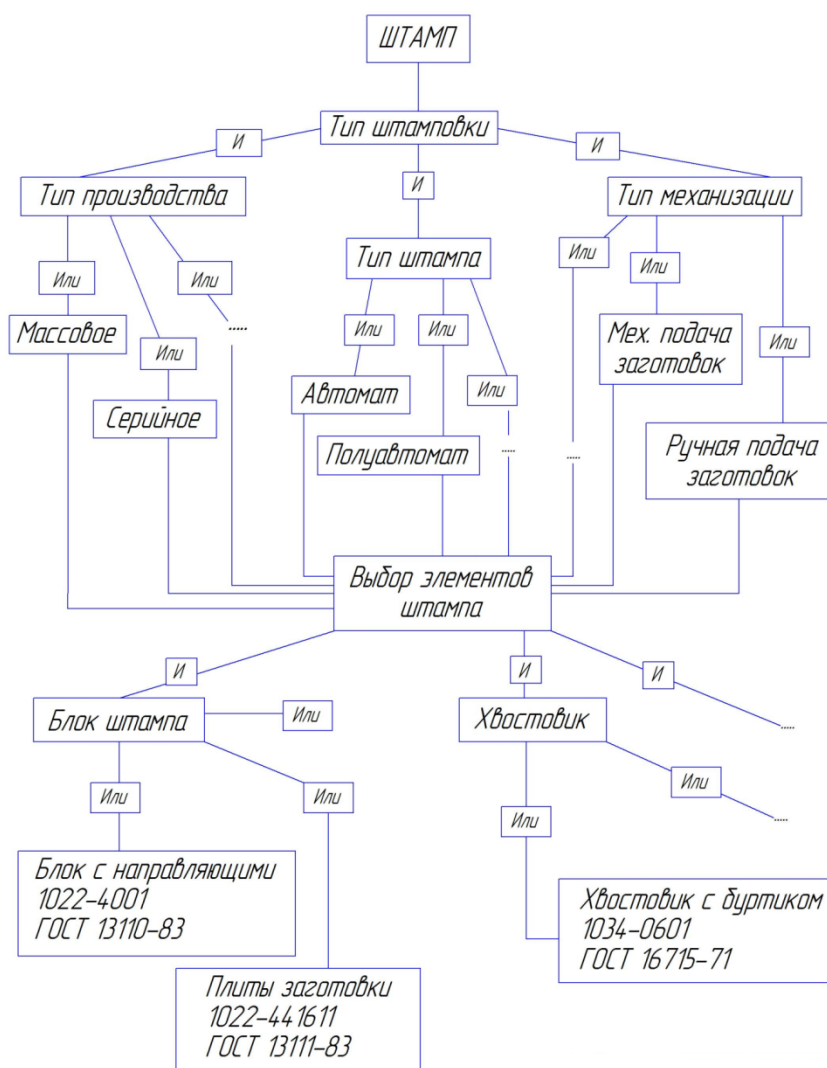 ШТАМП
Тип штамповки
И
И
И
Тип производства
Тип механизации
Тип штампа
Или
Или
Или
Или
Или
Или
Или
Или
Или
Массовое
.....
Мех. подача
заготовок
Серийное
Автомат
Полуавтомат
.....
.....
Ручная подача
заготовок
Выбор элементов
штампа
И
И
И
Блок штампа
Или
Хвостовик
.....
Или
Или
Или
Или
.....
Блок с направляющими
1022-4001
ГОСТ 13110-83
Хвостовик с буртиком
1034-0601
ГОСТ 16715-71
Плиты заготовки
1022-441611
ГОСТ 13111-83